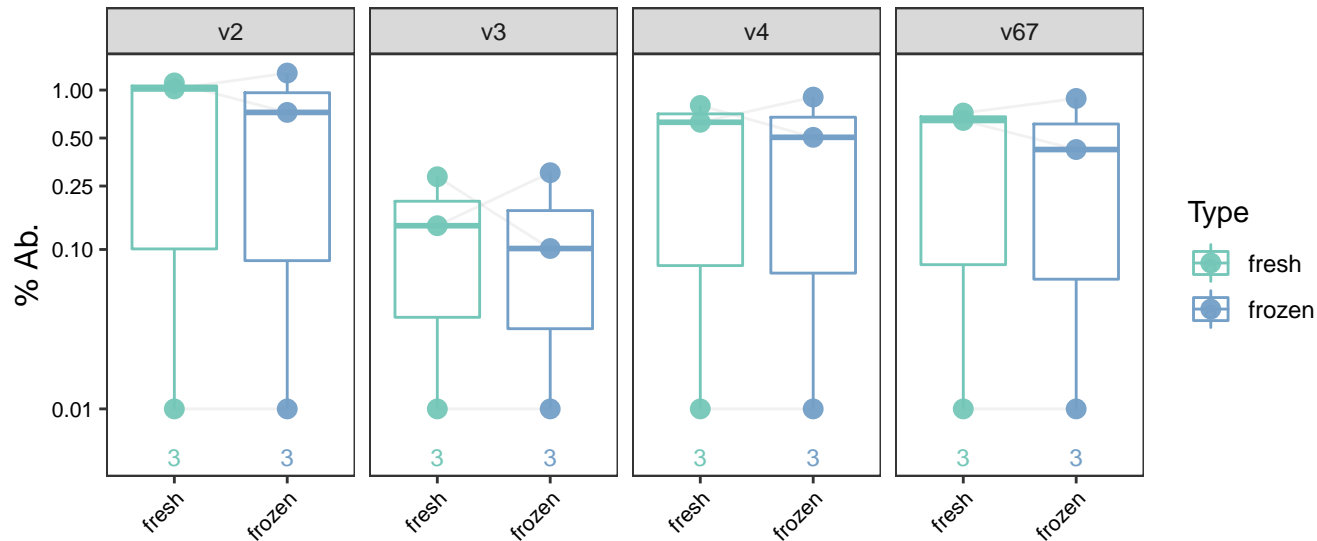 v2 v3 v4 v67
% Ab.
1.00
0.50
0.25
0.10
0.01
3 3 3 3 3 3 3 3
fresh frozen fresh frozen fresh frozen fresh frozen
Type
fresh
frozen